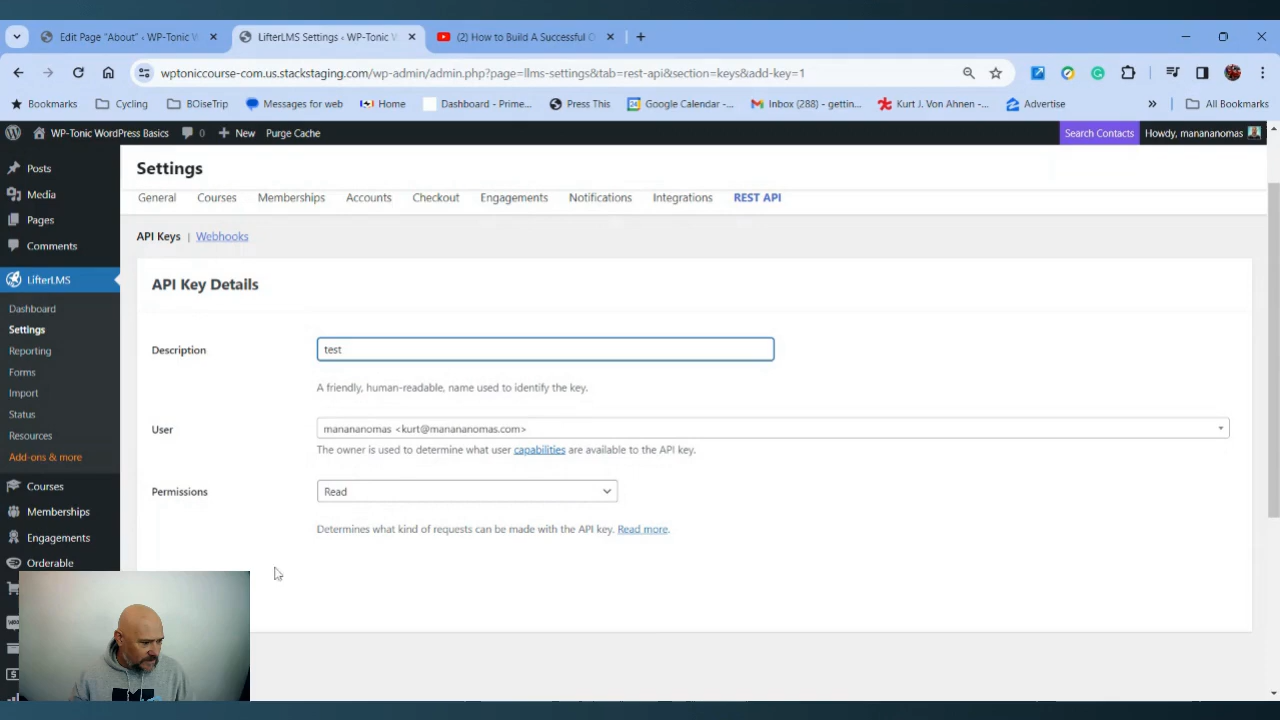 Edit Page "About" ‹ WP-Tonic W
LifterLMS Settings ‹ WP-Tonic W
(2) How to Build A Successful O
wptoniccourse-com.us.stackstaging.com/wp-admin/admin.php?page=llms-settings&tab=rest-api&section=keys&add-key=1
Bookmarks
Cycling
BOiseTrip
Messages for web
Home
Dashboard - Prime...
Press This
Google Calendar -...
Inbox (288) - gettin...
Kurt J. Von Ahnen -...
Advertise
»
All Bookmarks
WP-Tonic WordPress Basics
0
New
Purge Cache
Search Contacts
Howdy, manananomas
Posts
Media
Pages
Comments
LifterLMS
Dashboard
Settings
Reporting
Forms
Import
Status
Resources
Add-ons & more
Courses
Memberships
Engagements
Orderable
Settings
General
Courses
Memberships
Accounts
Checkout
Engagements
Notifications
Integrations
REST API
API Keys | Webhooks
API Key Details
Description
test
A friendly, human-readable, name used to identify the key.
User
manananomas <kurt@manananomas.com>
The owner is used to determine what user capabilities are available to the API key.
Permissions
Read
Determines what kind of requests can be made with the API key. Read more.